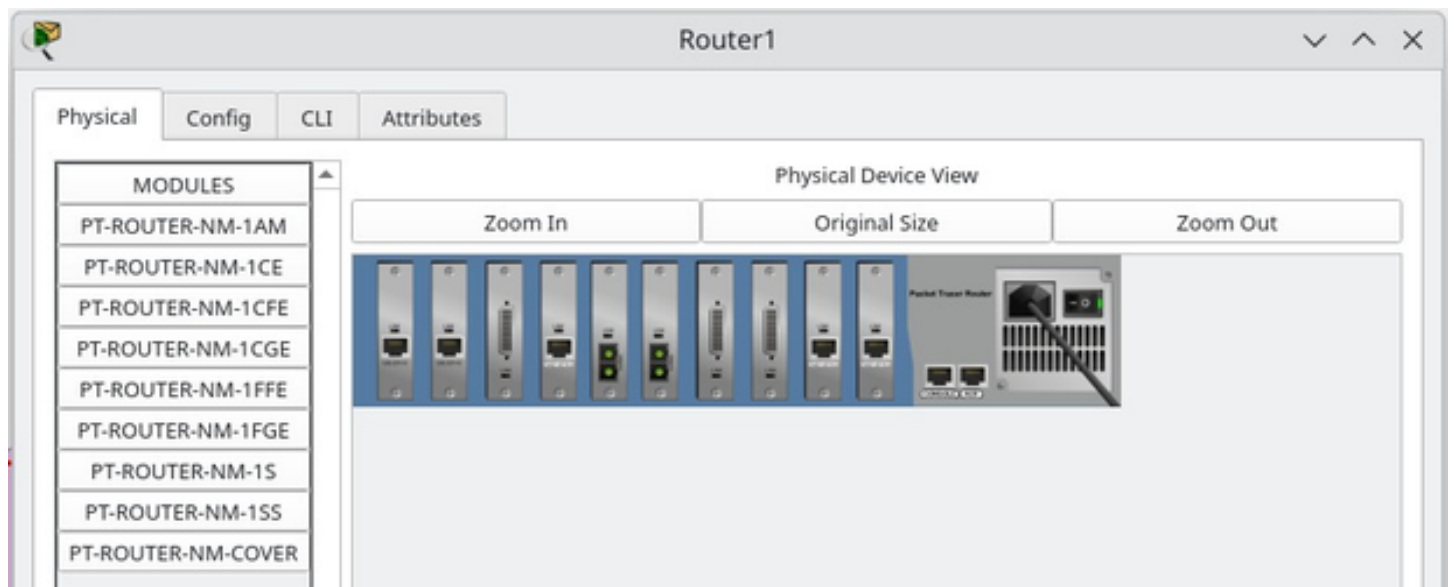 Router1
Physical Config CLI Attributes
MODULES
PT-ROUTER-NM-1AM
PT-ROUTER-NM-1CE
PT-ROUTER-NM-1CFE
PT-ROUTER-NM-1CGE
PT-ROUTER-NM-1FFE
PT-ROUTER-NM-1FGE
PT-ROUTER-NM-1S
PT-ROUTER-NM-1SS
PT-ROUTER-NM-COVER
Physical Device View
Zoom In Original Size Zoom Out
Packet Tracer Router